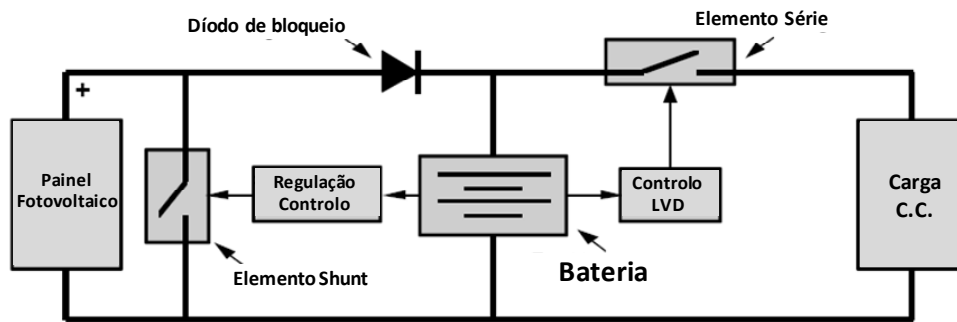 Díodo de bloqueio
Elemento Série
+
Painel
Fotovoltaico
Regulação
Controlo
Controlo
LVD
Carga
C.C.
Elemento Shunt
Bateria